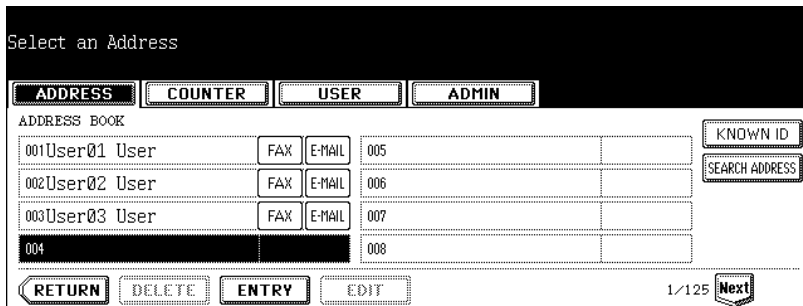 Select an Address
ADDRESS COUNTER USER ADMIN
ADDRESS BOOK
KNOWN ID
001User01 User FAX E-MAIL 005
SEARCH ADDRESS
002User02 User FAX E-MAIL 006
003User03 User FAX E-MAIL 007
004 008
RETURN DELETE ENTRY EDIT 1/125 Next